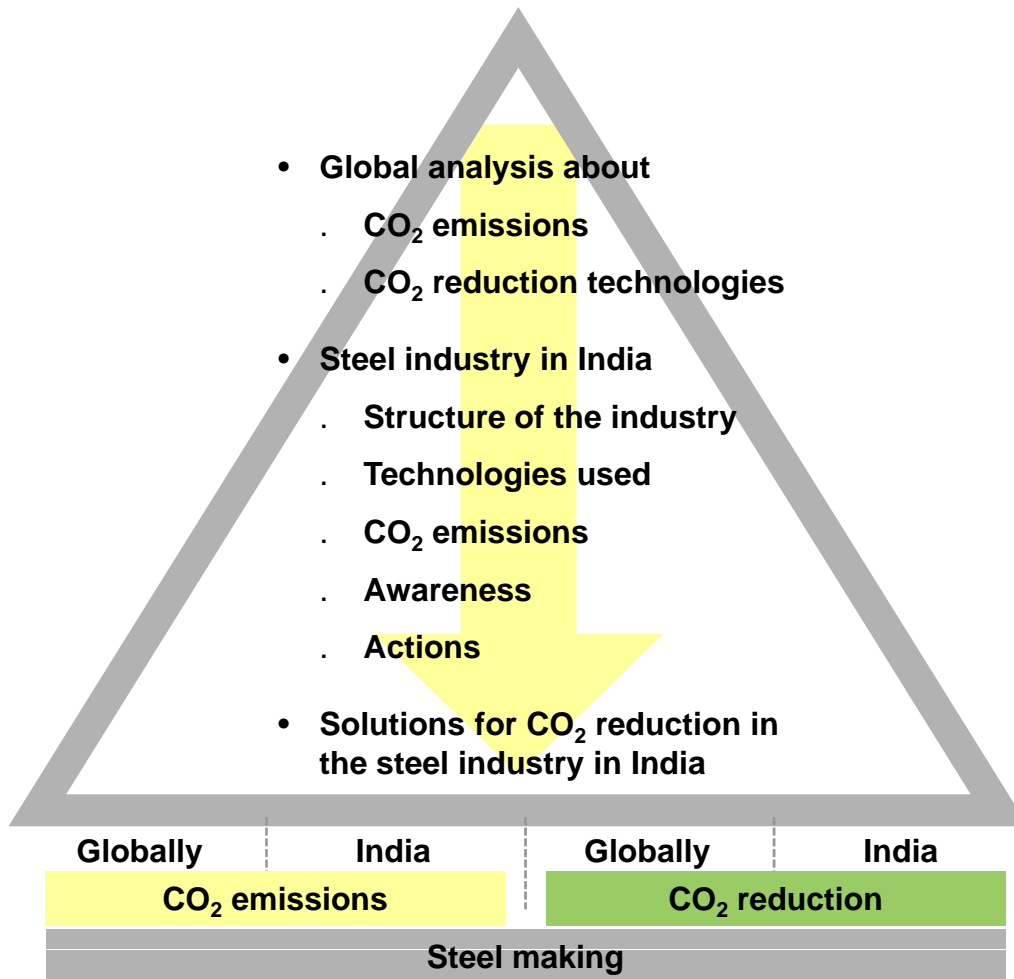 • Global analysis about
. CO₂ emissions
. CO₂ reduction technologies
• Steel industry in India
. Structure of the industry
. Technologies used
. CO₂ emissions
. Awareness
. Actions
• Solutions for CO₂ reduction in
the steel industry in India
Globally India Globally India
CO₂ emissions CO₂ reduction
Steel making